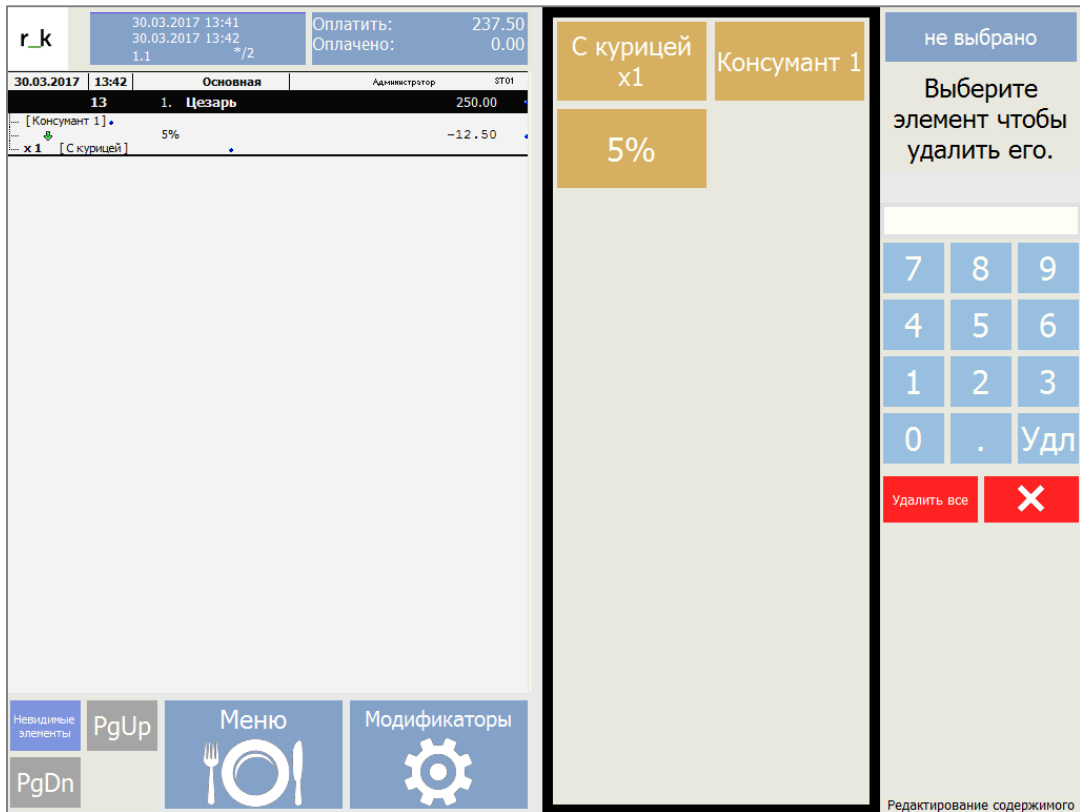 r_k
30.03.2017 13:41
30.03.2017 13:42
1.1 */2
Оплатить: 237.50
Оплачено: 0.00
30.03.2017 13:42 Основная Администратор ST01
13 1. Цезарь 250.00
[Консумант 1]
5% -12.50
x 1 [С курицей]
С курицей
x1
Консумант 1
5%
не выбрано
Выберите
элемент чтобы
удалить его.
7 8 9
4 5 6
1 2 3
0 . Удл
Удалить все
Невидимые
элементы
PgUp
Меню
Модификаторы
PgDn
Редактирование содержимого